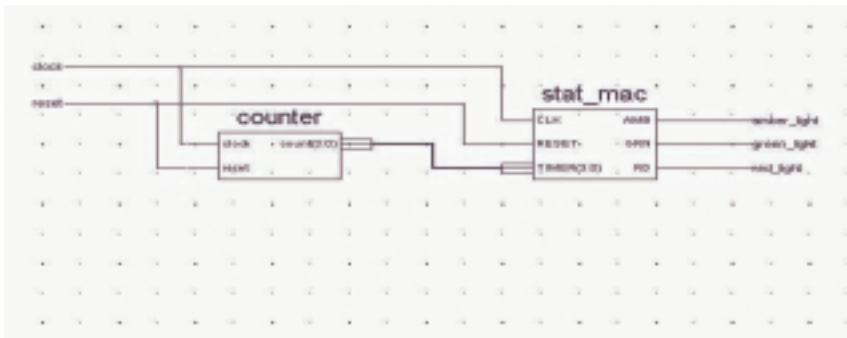 clock
reset
counter
clock count(3:0)
reset
stat_mac
CLK AMB
RESET GRN
TIMER(3:0) RD
amber_light
green_light
red_light